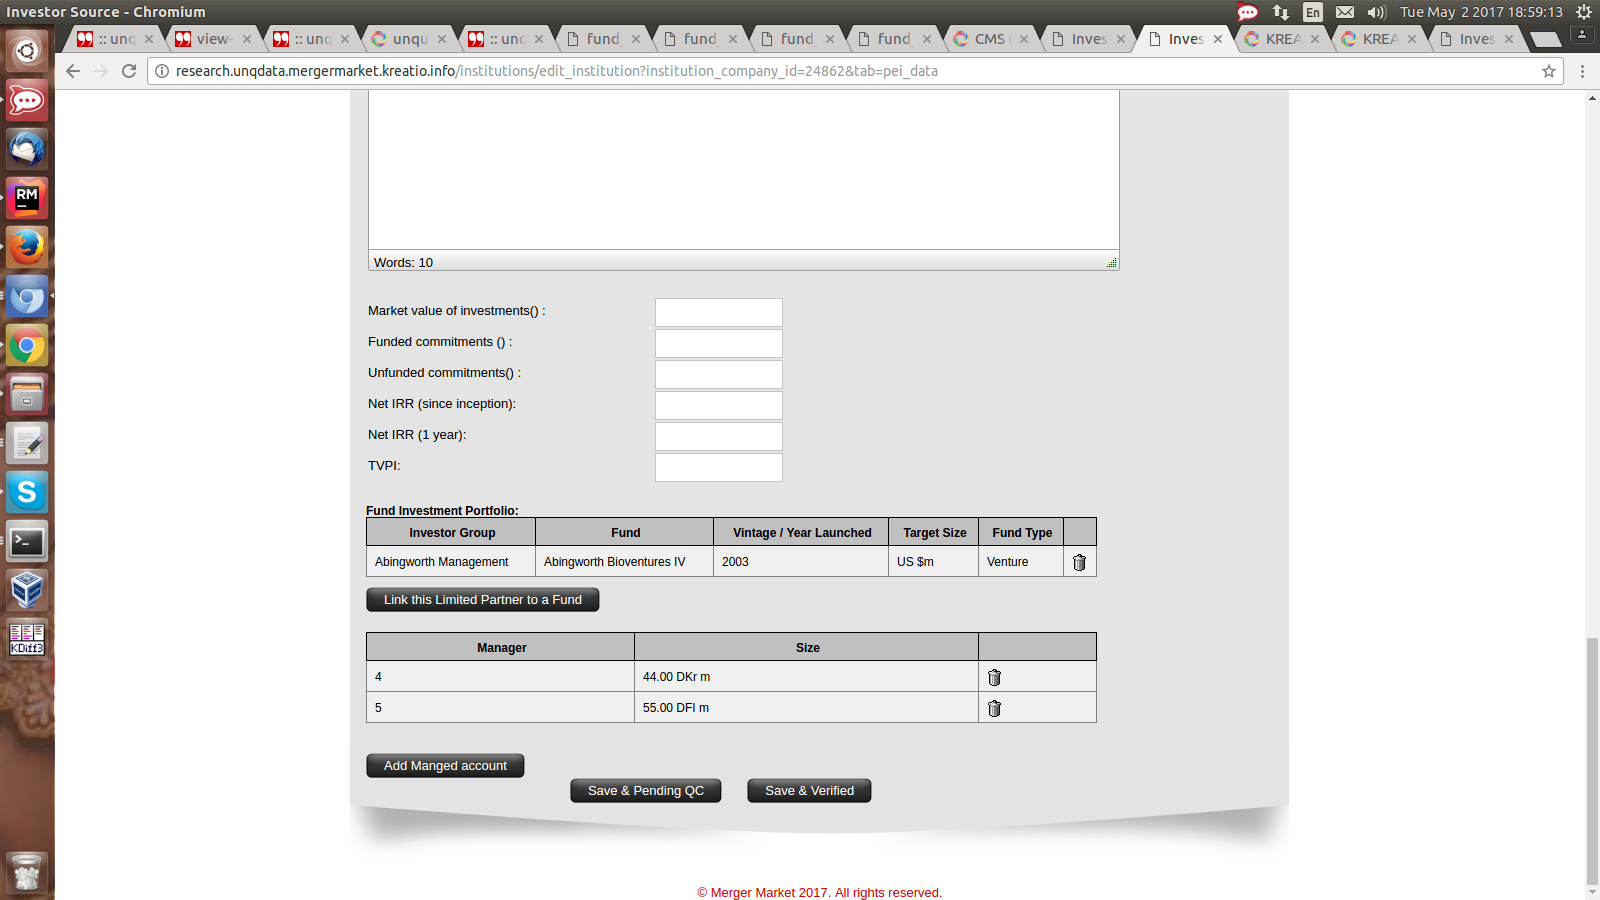 Investor Source - Chromium
En
Tue May 2 2017 18:59:13
:: unq
view-
:: unq
unqu
:: unq
fund_
fund_
fund_
fund_
CMS
Inves
Inves
KREA
KREA
Inves
research.unqdata.mergermarket.kreatio.info/institutions/edit_institution?institution_company_id=24862&tab=pei_data
RM
S
KDiff3
Words: 10
Market value of investments() :
Funded commitments () :
Unfunded commitments() :
Net IRR (since inception):
Net IRR (1 year):
TVPI:
Fund Investment Portfolio:
Investor Group Fund Vintage / Year Launched Target Size Fund Type
Abingworth Management Abingworth Bioventures IV 2003 US $m Venture
Link this Limited Partner to a Fund
Manager Size
4 44.00 DKr m
5 55.00 DFl m
Add Manged account
Save & Pending QC Save & Verified
© Merger Market 2017. All rights reserved.